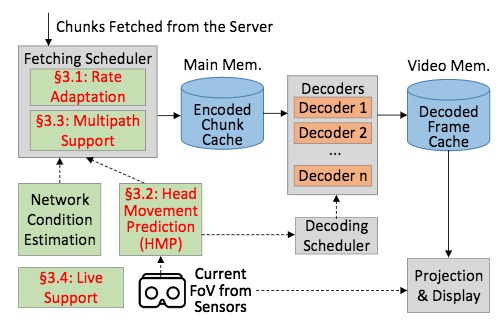 Chunks Fetched from the Server
Fetching Scheduler
§3.1: Rate
Adaptation
§3.3: Multipath
Support
Main Mem.
Encoded
Chunk
Cache
Decoders
Decoder 1
Decoder 2
...
Decoder n
Video Mem.
Decoded
Frame
Cache
Network
Condition
Estimation
§3.2: Head
Movement
Prediction
(HMP)
Decoding
Scheduler
§3.4: Live
Support
Current
FoV from
Sensors
Projection
& Display